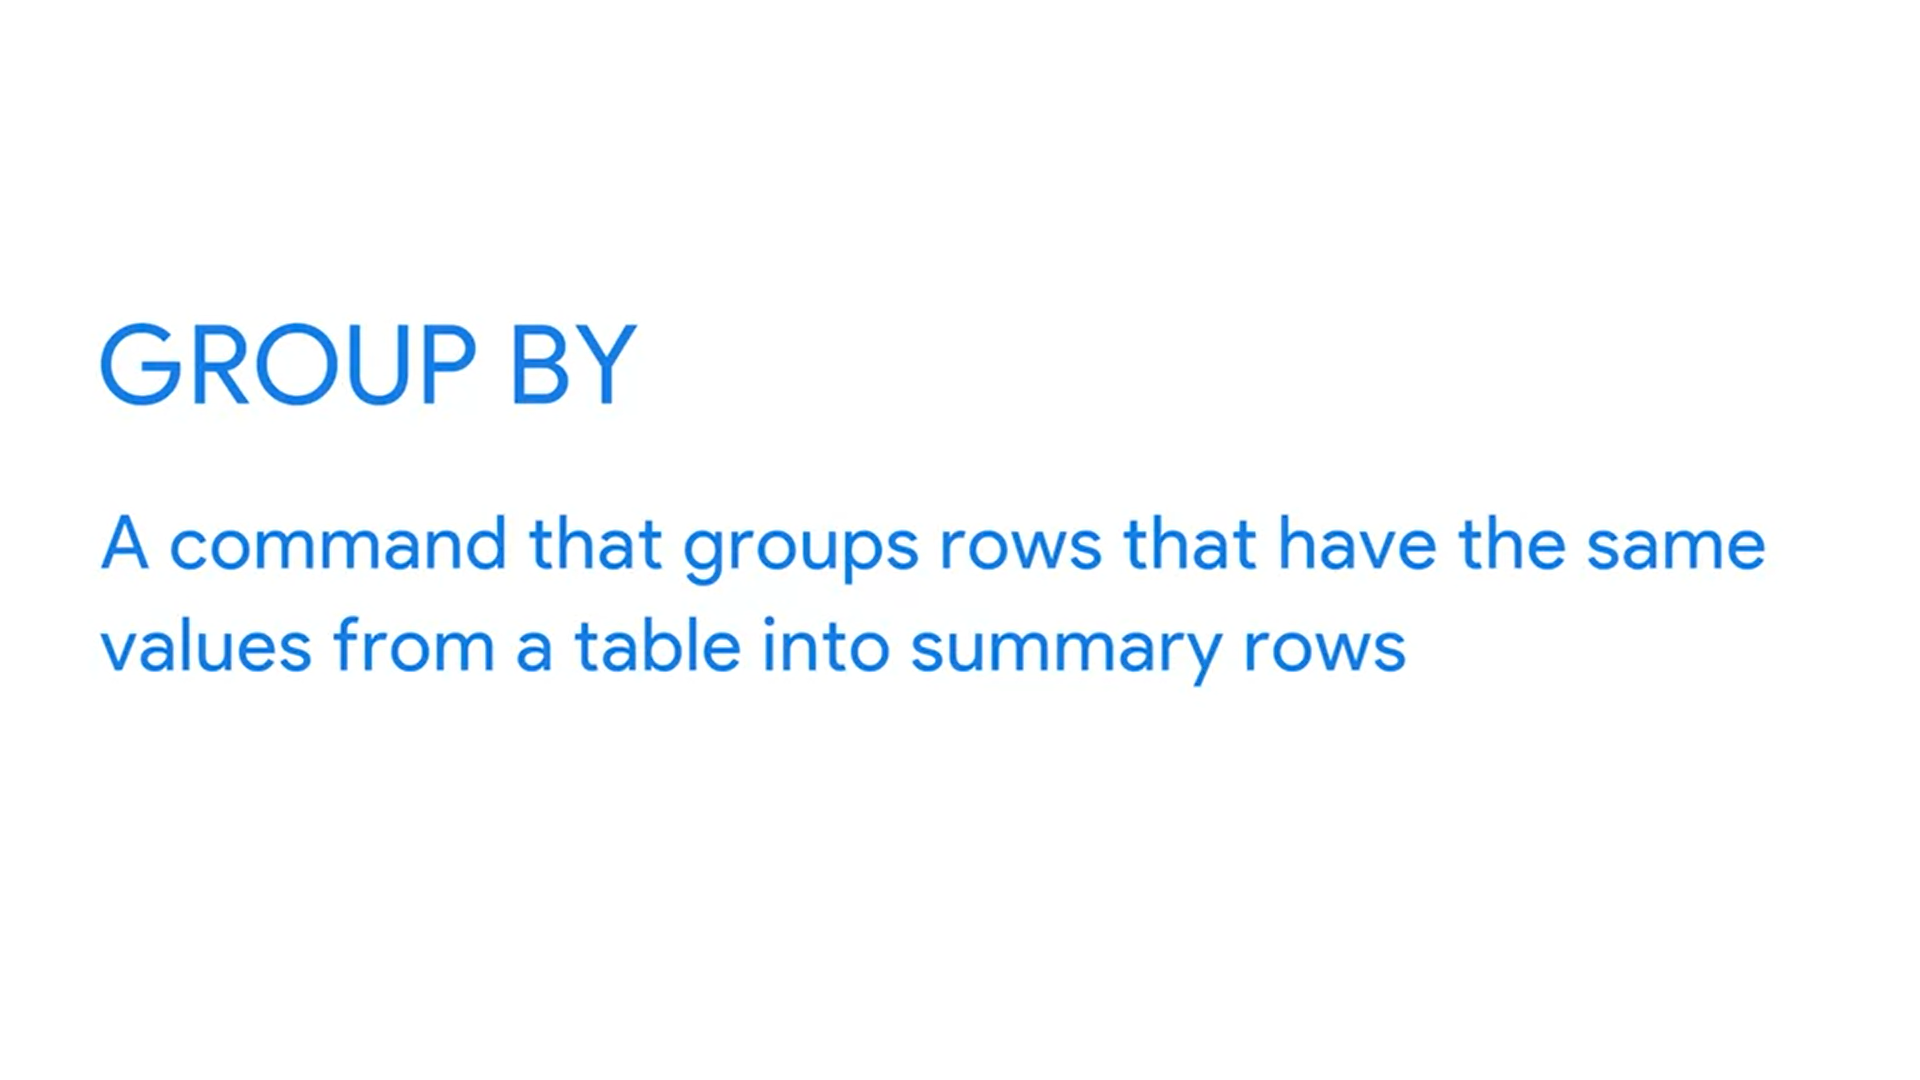 GROUP BY
A command that groups rows that have the same
values from a table into summary rows